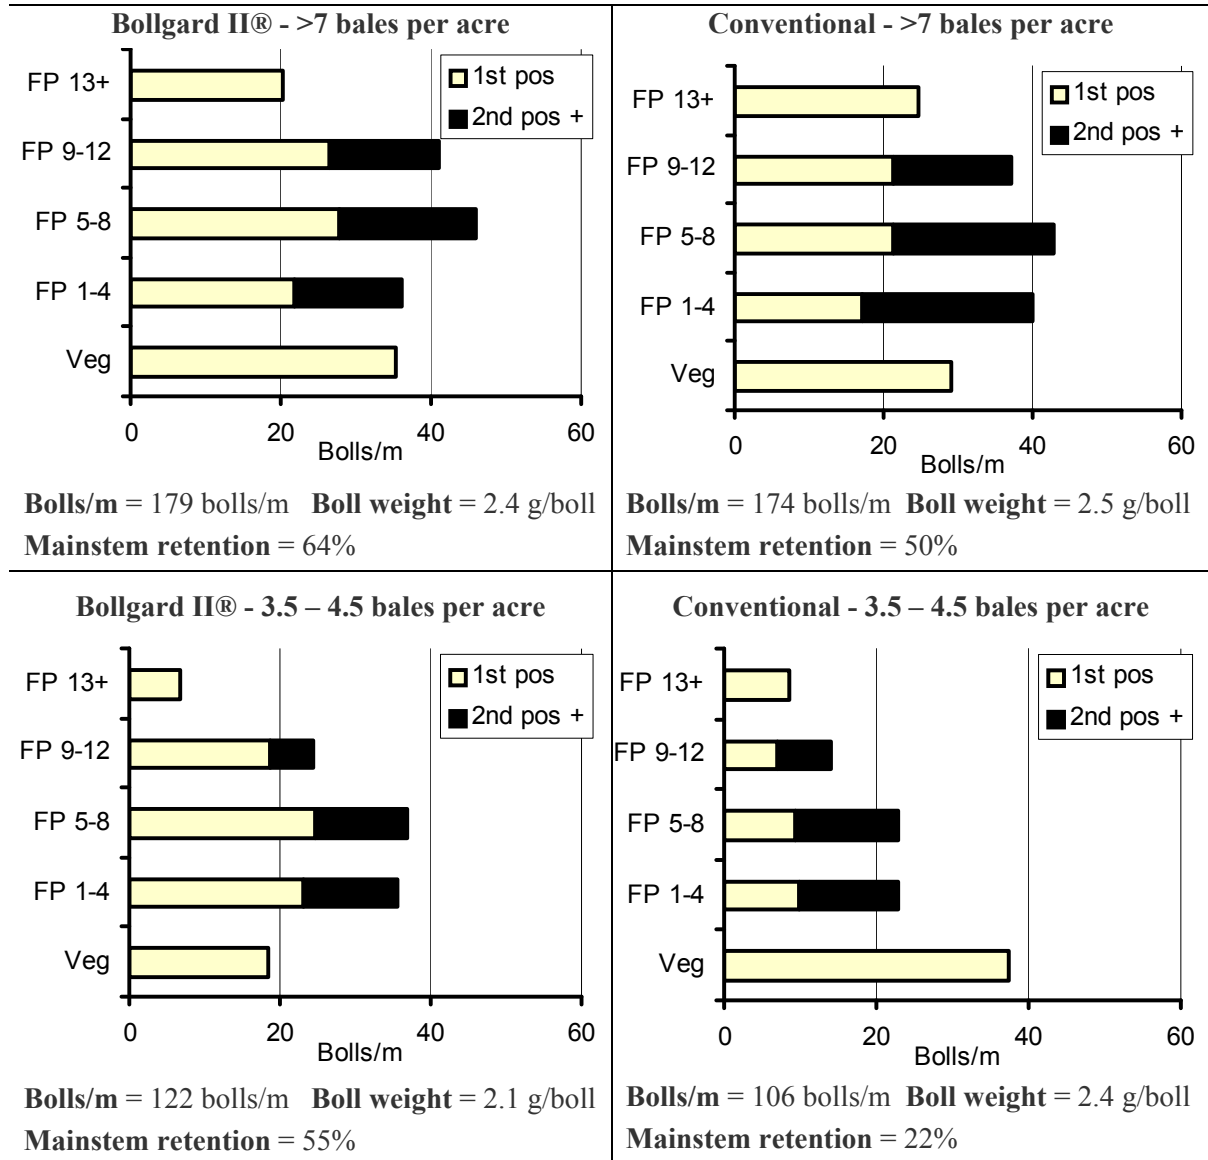 Bollgard II® - >7 bales per acre
1st pos
2nd pos +
FP 13+
FP 9-12
FP 5-8
FP 1-4
Veg
0 20 40 60
Bolls/m
Bolls/m = 179 bolls/m Boll weight = 2.4 g/boll
Mainstem retention = 64%
Conventional - >7 bales per acre
1st pos
2nd pos +
FP 13+
FP 9-12
FP 5-8
FP 1-4
Veg
0 20 40 60
Bolls/m
Bolls/m = 174 bolls/m Boll weight = 2.5 g/boll
Mainstem retention = 50%
Bollgard II® - 3.5 – 4.5 bales per acre
1st pos
2nd pos +
FP 13+
FP 9-12
FP 5-8
FP 1-4
Veg
0 20 40 60
Bolls/m
Bolls/m = 122 bolls/m Boll weight = 2.1 g/boll
Mainstem retention = 55%
Conventional - 3.5 – 4.5 bales per acre
1st pos
2nd pos +
FP 13+
FP 9-12
FP 5-8
FP 1-4
Veg
0 20 40 60
Bolls/m
Bolls/m = 106 bolls/m Boll weight = 2.4 g/boll
Mainstem retention = 22%